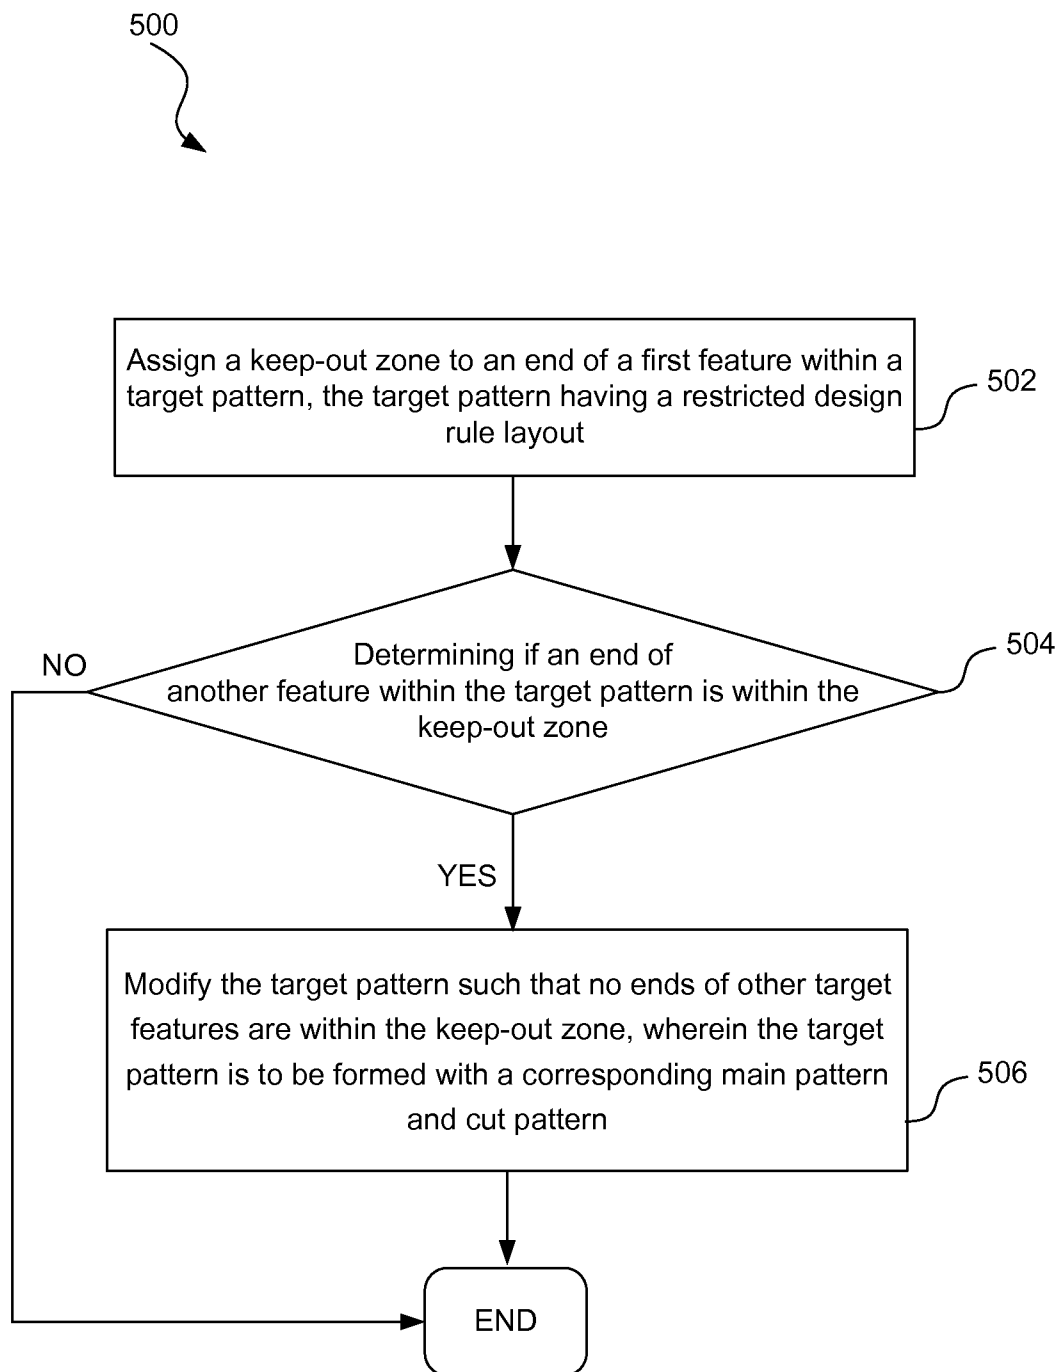 500
Assign a keep-out zone to an end of a first feature within a
target pattern, the target pattern having a restricted design
rule layout
502
Determining if an end of
another feature within the target pattern is within the
keep-out zone
504
NO
YES
Modify the target pattern such that no ends of other target
features are within the keep-out zone, wherein the target
pattern is to be formed with a corresponding main pattern
and cut pattern
506
END